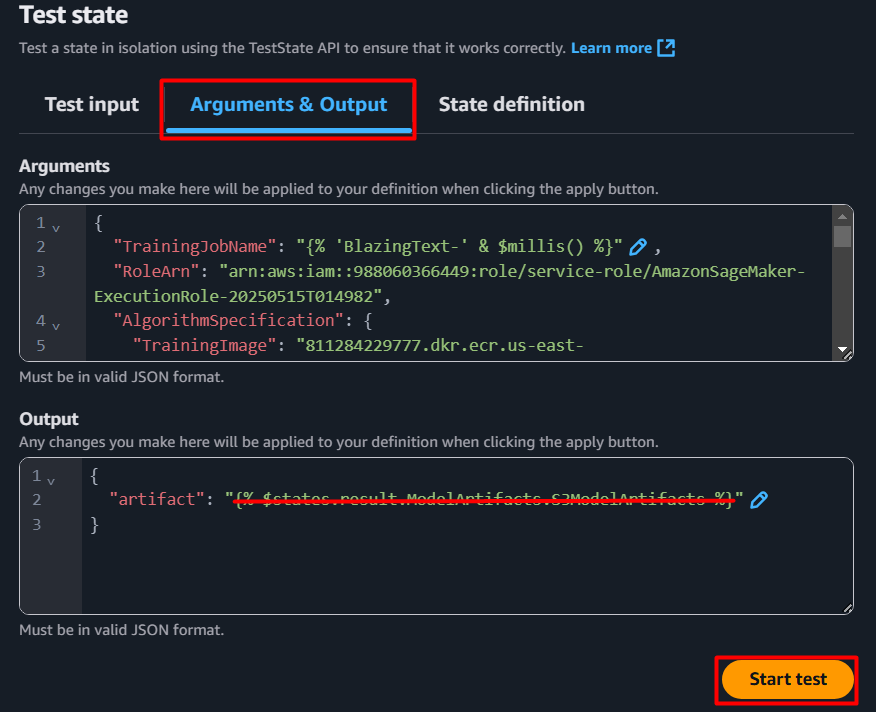 Test state
Test a state in isolation using the TestState API to ensure that it works correctly. Learn more
Test input Arguments & Output State definition
Arguments
Any changes you make here will be applied to your definition when clicking the apply button.
1 {
2 "TrainingJobName": "{% 'BlazingText-' & $millis() %}" ,
3 "RoleArn": "arn:aws:iam::988060366449:role/service-role/AmazonSageMaker-
ExecutionRole-20250515T014982",
4 "AlgorithmSpecification": {
5 "TrainingImage": "811284229777.dkr.ecr.us-east-
Must be in valid JSON format.
Output
Any changes you make here will be applied to your definition when clicking the apply button.
1 {
2 "artifact": "{% $states.result.ModelArtifacts.S3ModelArtifacts %}"
3 }
Must be in valid JSON format.
Start test